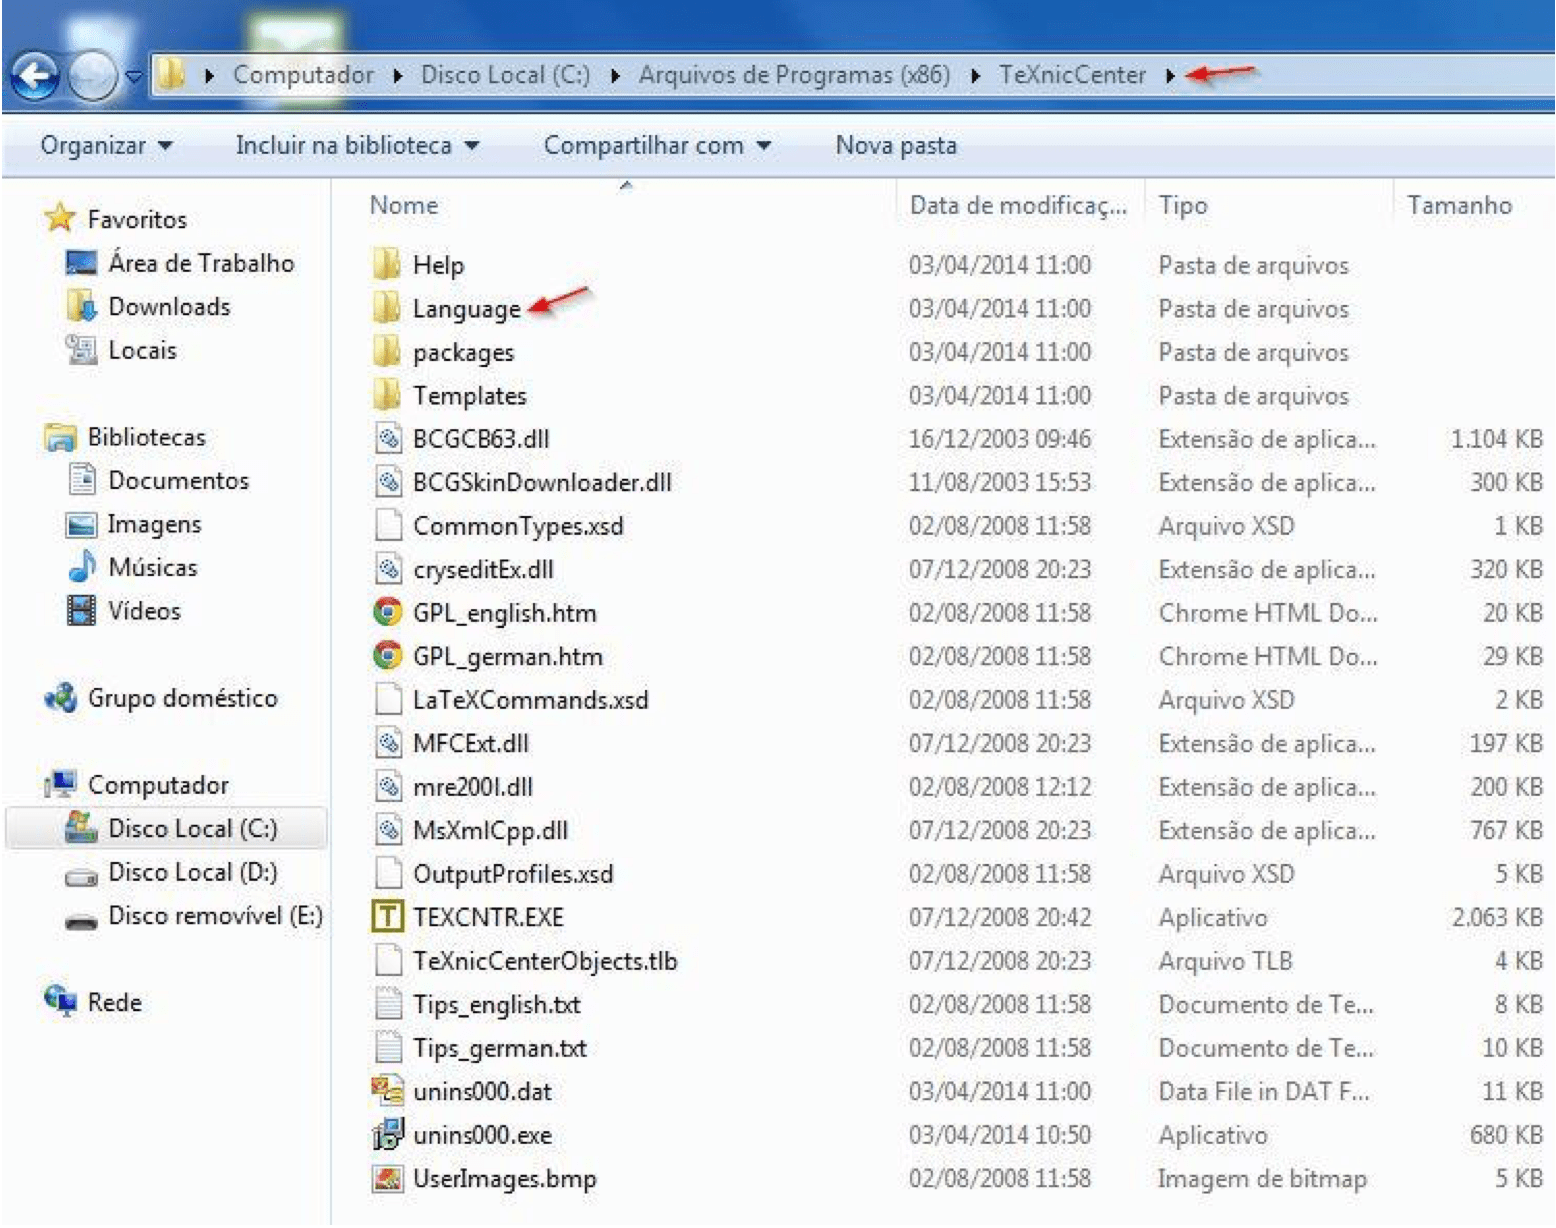 Computador Disco Local (C:) Arquivos de Programas (x86) TeXnicCenter
Organizar Incluir na biblioteca Compartilhar com Nova pasta
Favoritos
Área de Trabalho
Downloads
Locais
Bibliotecas
Documentos
Imagens
Músicas
Vídeos
Grupo doméstico
Computador
Disco Local (C:)
Disco Local (D:)
Disco removível (E:)
Rede
Nome Data de modificaç... Tipo Tamanho
Help 03/04/2014 11:00 Pasta de arquivos
Language 03/04/2014 11:00 Pasta de arquivos
packages 03/04/2014 11:00 Pasta de arquivos
Templates 03/04/2014 11:00 Pasta de arquivos
BCGCB63.dll 16/12/2003 09:46 Extensão de aplica... 1.104 KB
BCGSkinDownloader.dll 11/08/2003 15:53 Extensão de aplica... 300 KB
CommonTypes.xsd 02/08/2008 11:58 Arquivo XSD 1 KB
cryseditEx.dll 07/12/2008 20:23 Extensão de aplica... 320 KB
GPL_english.htm 02/08/2008 11:58 Chrome HTML Do... 20 KB
GPL_german.htm 02/08/2008 11:58 Chrome HTML Do... 29 KB
LaTeXCommands.xsd 02/08/2008 11:58 Arquivo XSD 2 KB
MFCExt.dll 07/12/2008 20:23 Extensão de aplica... 197 KB
mre200l.dll 02/08/2008 12:12 Extensão de aplica... 200 KB
MsXmlCpp.dll 07/12/2008 20:23 Extensão de aplica... 767 KB
OutputProfiles.xsd 02/08/2008 11:58 Arquivo XSD 5 KB
TEXCNTR.EXE 07/12/2008 20:42 Aplicativo 2.063 KB
TeXnicCenterObjects.tlb 07/12/2008 20:23 Arquivo TLB 4 KB
Tips_english.txt 02/08/2008 11:58 Documento de Te... 8 KB
Tips_german.txt 02/08/2008 11:58 Documento de Te... 10 KB
unins000.dat 03/04/2014 11:00 Data File in DAT F... 11 KB
unins000.exe 03/04/2014 10:50 Aplicativo 680 KB
UserImages.bmp 02/08/2008 11:58 Imagem de bitmap 5 KB